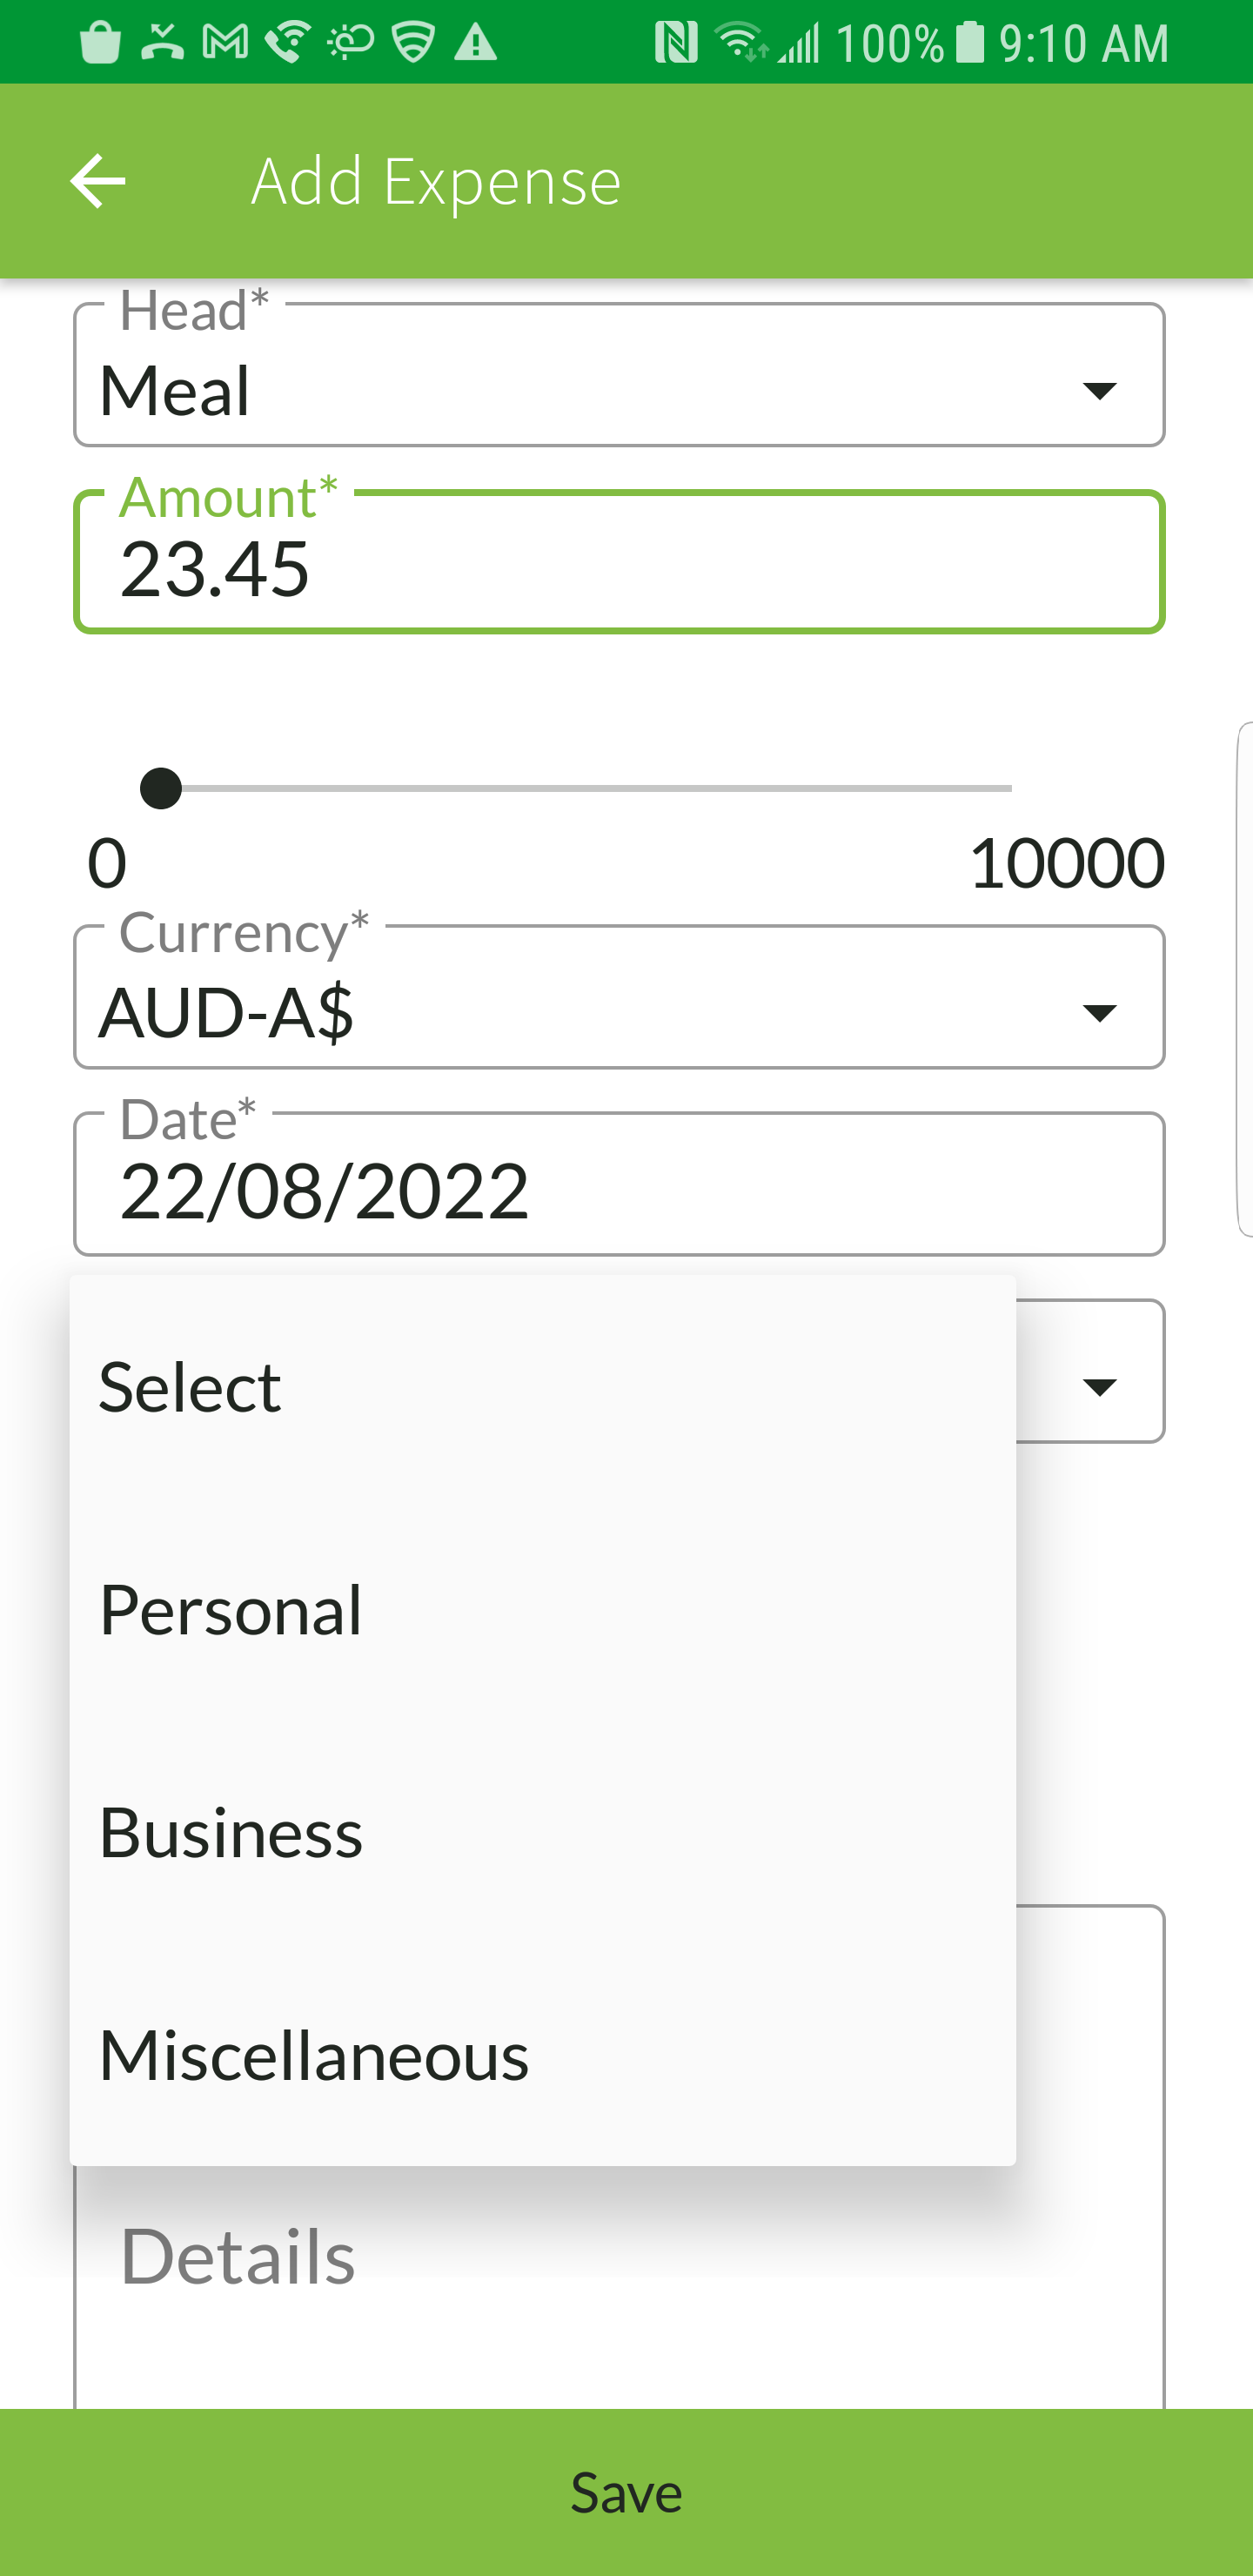 100% 9:10 AM
Add Expense
Head*
Meal
Amount*
23.45
0 10000
Currency*
AUD-A$
Date*
22/08/2022
Select
Personal
Business
Miscellaneous
Details
Save